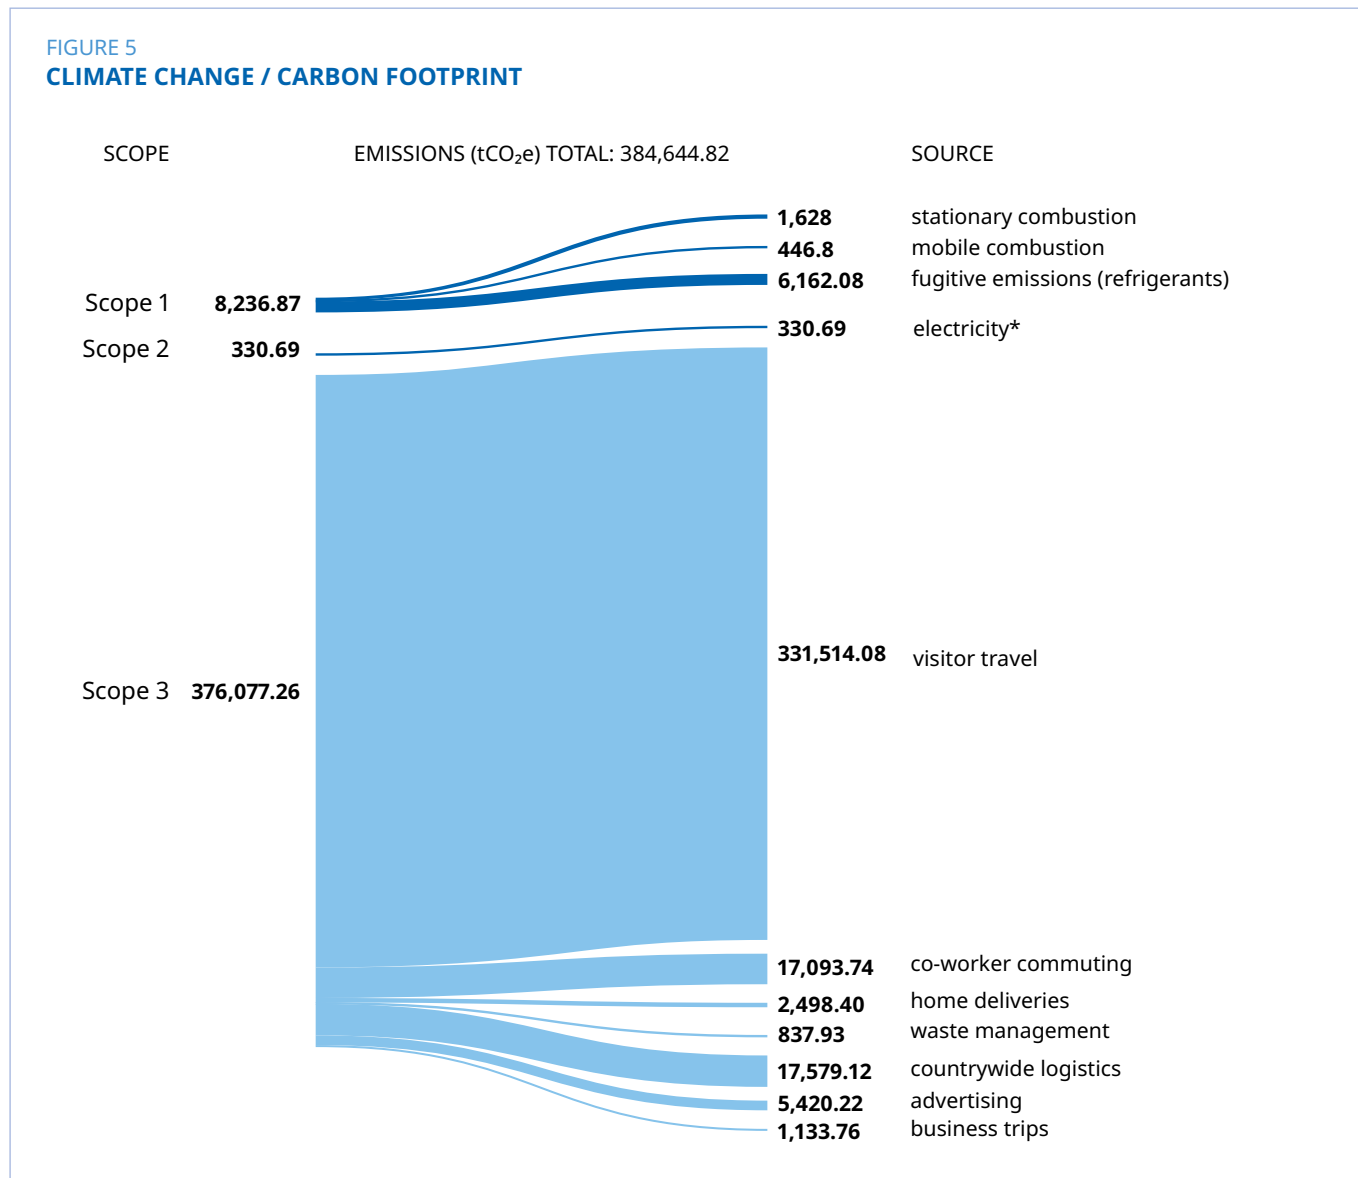 FIGURE 5
CLIMATE CHANGE / CARBON FOOTPRINT
SCOPE EMISSIONS (tCO₂e) TOTAL: 384,644.82 SOURCE
1,628 stationary combustion
446.8 mobile combustion
6,162.08 fugitive emissions (refrigerants)
Scope 1 8,236.87
330.69 electricity*
Scope 2 330.69
331,514.08 visitor travel
Scope 3 376,077.26
17,093.74 co-worker commuting
2,498.40 home deliveries
837.93 waste management
17,579.12 countrywide logistics
5,420.22 advertising
1,133.76 business trips